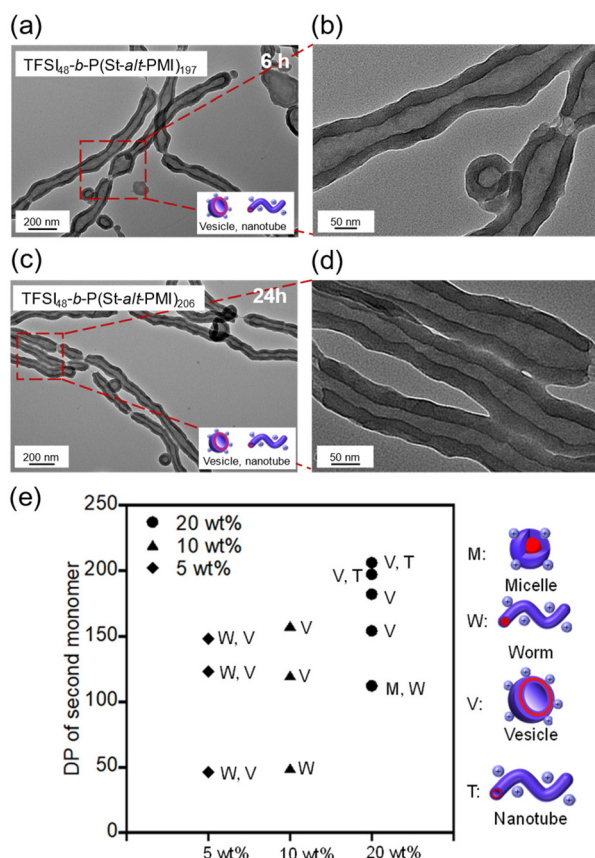 (a)
TFSI48-b-P(St-alt-PMI)197
6 h
200 nm
Vesicle, nanotube
(b)
50 nm
(c)
TFSI48-b-P(St-alt-PMI)206
24h
200 nm
Vesicle, nanotube
(d)
50 nm
(e)
DP of second monomer
250
200
150
100
50
0
20 wt%
10 wt%
5 wt%
W, V
W, V
W, V
V
V
W
V, T
V, T
V
V
M, W
5 wt%
10 wt%
20 wt%
M:
Micelle
W:
Worm
V:
Vesicle
T:
Nanotube